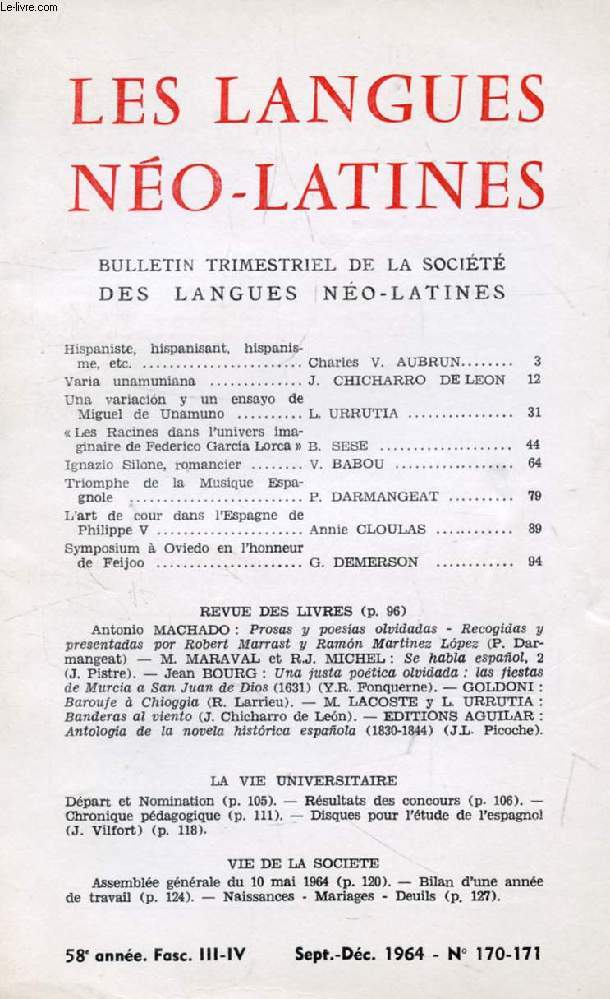 Le-livre.com
LES LANGUES
NÉO-LATINES
BULLETIN TRIMESTRIEL DE LA SOCIÉTÉ
DES LANGUES NÉO-LATINES
Hispaniste, hispanisant, hispanis-
me, etc. ....................... Charles V. AUBRUN........ 3
Varia unamuniana ............. J. CHICHARRO DE LEON 12
Una variación y un ensayo de
Miguel de Unamuno .......... L. URRUTIA ............... 31
« Les Racines dans l'univers ima-
ginaire de Federico García Lorca » B. SESE ................... 44
Ignazio Silone, romancier ........ V. BABOU ................. 64
Triomphe de la Musique Espa-
gnole ......................... P. DARMANGEAT .......... 79
L'art de cour dans l'Espagne de
Philippe V ..................... Annie CLOULAS ........... 89
Symposium à Oviedo en l'honneur
de Feijoo ...................... G. DEMERSON ............ 94
REVUE DES LIVRES (p. 96)
Antonio MACHADO : Prosas y poesías olvidadas - Recogidas y
presentadas por Robert Marrast y Ramón Martínez López (P. Dar-
mangeat) — M. MARAVAL et R.J. MICHEL : Se habla español, 2
(J. Pistre). — Jean BOURG : Una justa poética olvidada : las fiestas
de Murcia a San Juan de Dios (1631) (Y.R. Fonquerne). — GOLDONI :
Baroufe à Chioggia (R. Larrieu). — M. LACOSTE y L. URRUTIA :
Banderas al viento (J. Chicharro de León). — EDITIONS AGUILAR :
Antología de la novela histórica española (1830-1844) (J.L. Picoche).
LA VIE UNIVERSITAIRE
Départ et Nomination (p. 105). — Résultats des concours (p. 106). —
Chronique pédagogique (p. 111). — Disques pour l'étude de l'espagnol
(J. Vilfort) (p. 118).
VIE DE LA SOCIETE
Assemblée générale du 10 mai 1964 (p. 120). — Bilan d'une année
de travail (p. 124). — Naissances - Mariages - Deuils (p. 127).
58e année. Fasc. III-IV Sept.-Déc. 1964 - N° 170-171